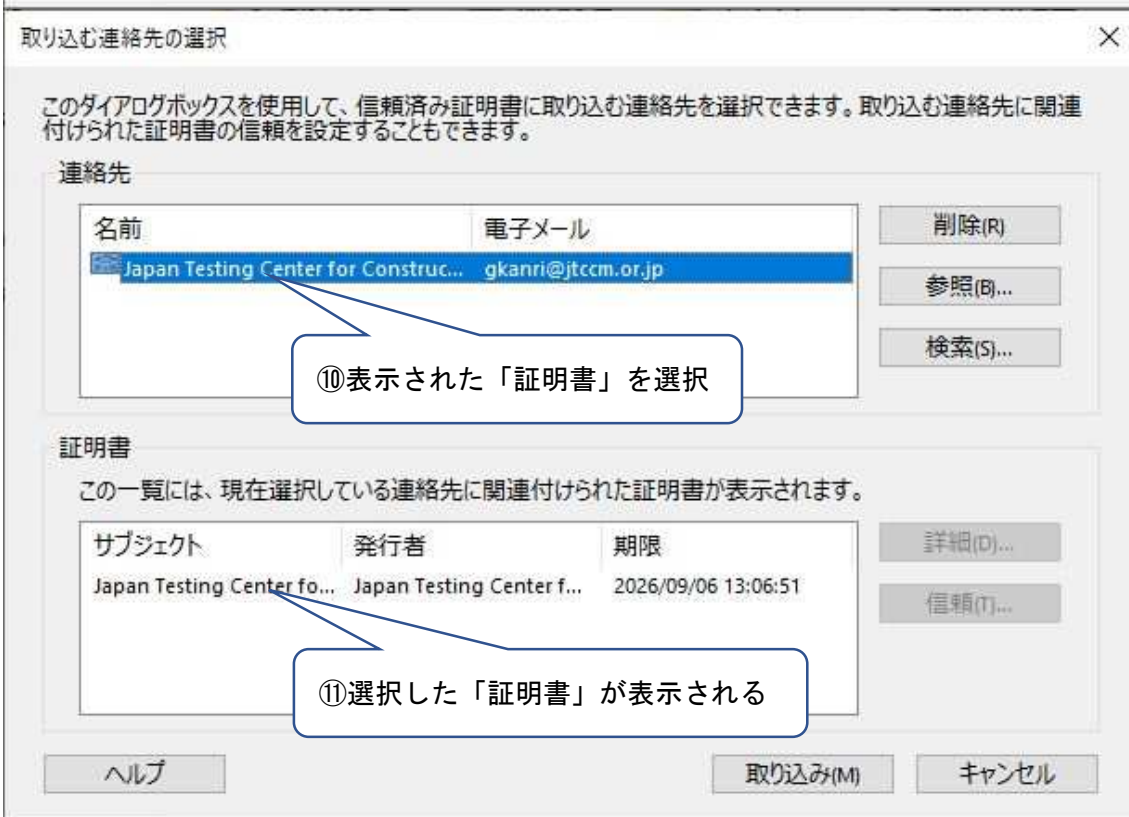 取り込む連絡先の選択
このダイアログボックスを使用して、信頼済み証明書に取り込む連絡先を選択できます。取り込む連絡先に関連
付けられた証明書の信頼を設定することもできます。
連絡先
名前 電子メール
Japan Testing Center for Construc... gkanri@jtccm.or.jp
削除(R)
参照(B)...
検索(S)...
⑩表示された「証明書」を選択
証明書
この一覧には、現在選択している連絡先に関連付けられた証明書が表示されます。
サブジェクト 発行者 期限
Japan Testing Center fo... Japan Testing Center f... 2026/09/06 13:06:51
詳細(D)...
信頼(T)...
⑪選択した「証明書」が表示される
ヘルプ 取り込み(M) キャンセル